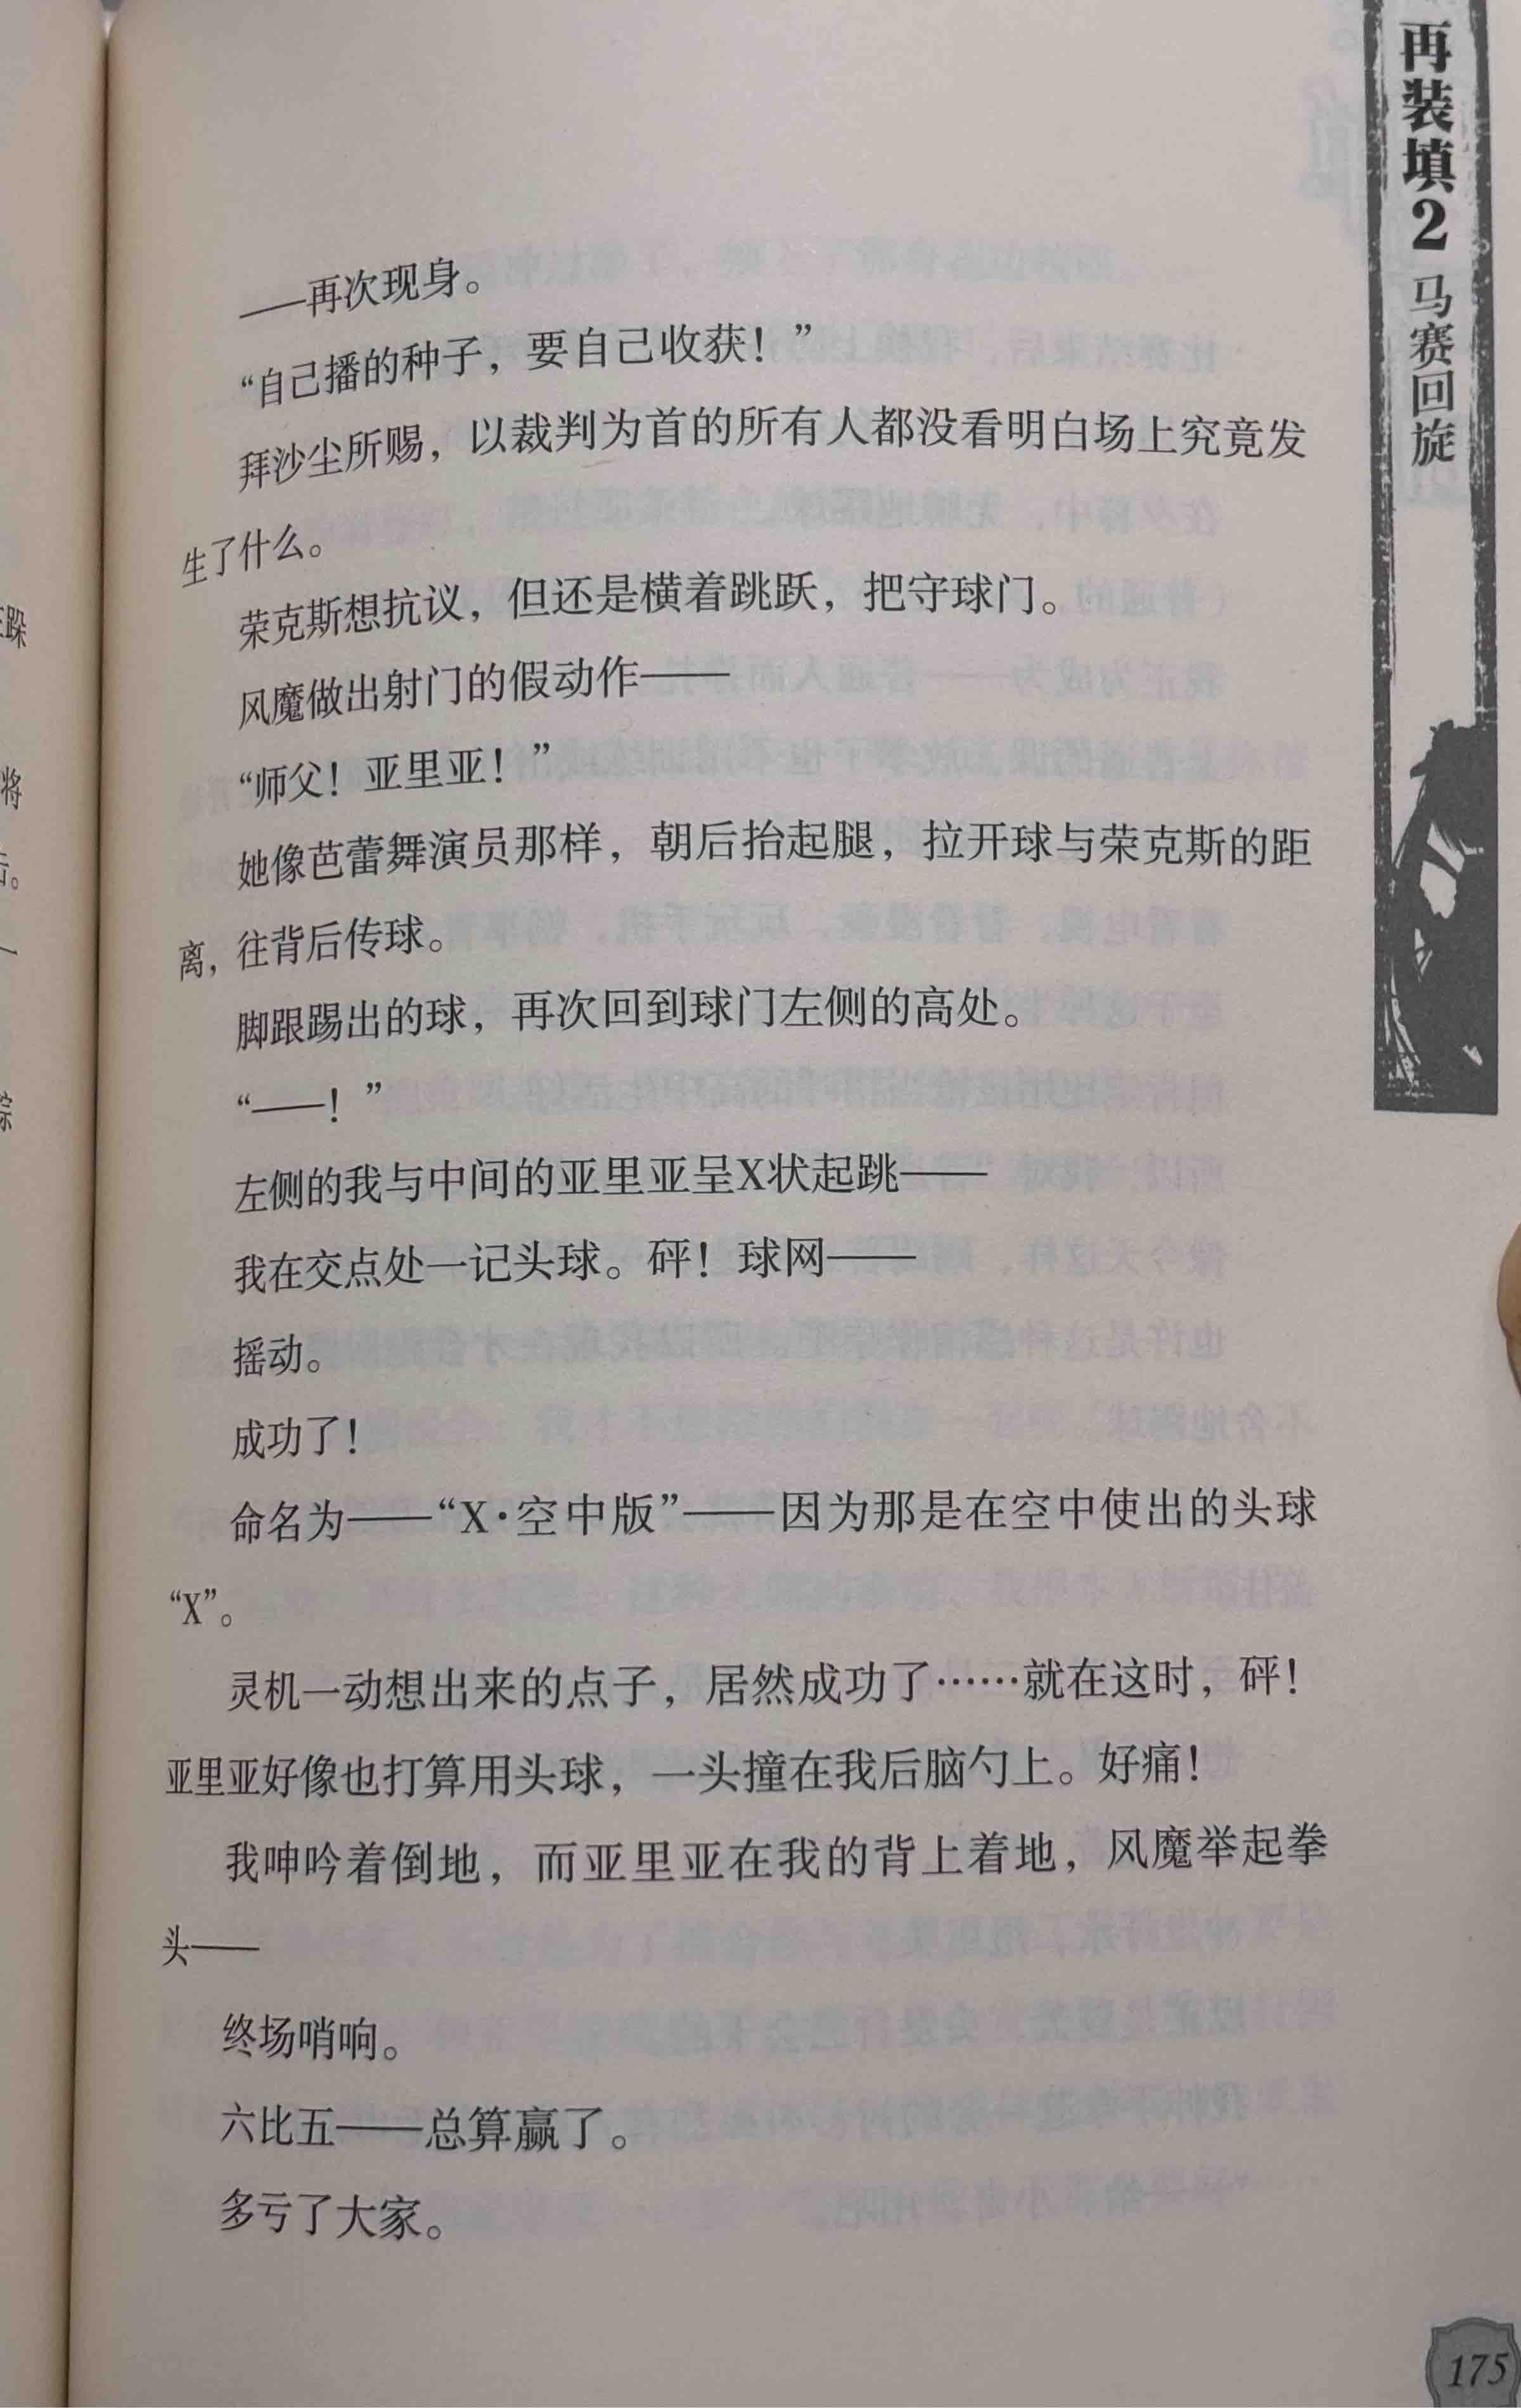 再装填2 马赛回旋
——再次现身。
“自己播的种子，要自己收获！”
拜沙尘所赐，以裁判为首的所有人都没看明白场上究竟发
生了什么。
荣克斯想抗议，但还是横着跳跃，把守球门。
风魔做出射门的假动作——
“师父！亚里亚！”
她像芭蕾舞演员那样，朝后抬起腿，拉开球与荣克斯的距
离，往背后传球。
脚跟踢出的球，再次回到球门左侧的高处。
“——！”
左侧的我与中间的亚里亚呈X状起跳——
我在交点处一记头球。砰！球网——
摇动。
成功了！
命名为——“X·空中版”——因为那是在空中使出的头球
“X”。
灵机一动想出来的点子，居然成功了……就在这时，砰！
亚里亚好像也打算用头球，一头撞在我后脑勺上。好痛！
我呻吟着倒地，而亚里亚在我的背上着地，风魔举起拳
头——
终场哨响。
六比五——总算赢了。
多亏了大家。
175
跺
将
击。
一
踪